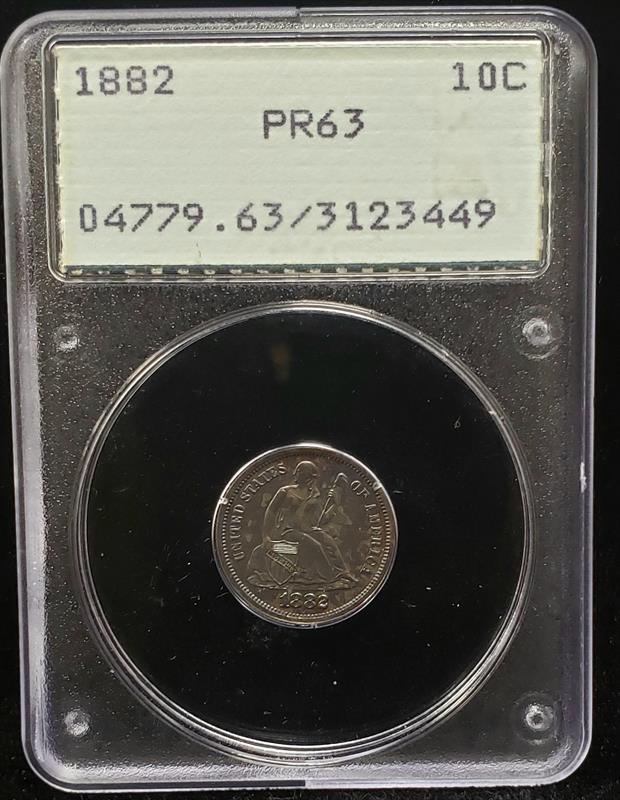 1882 10C
PR63
04779.63/3123449
UNITED STATES OF AMERICA
1882